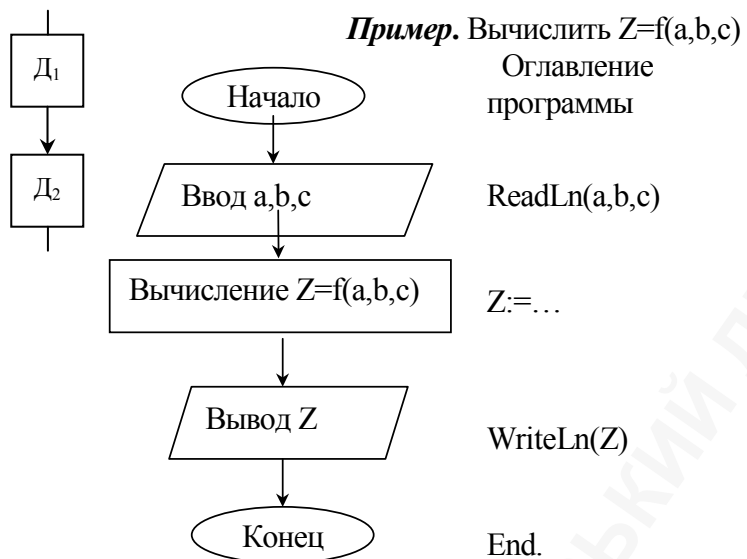 Пример. Вычислить Z=f(a,b,c)
Д₁
Д₂
Начало
Оглавление
программы
Ввод a,b,c
ReadLn(a,b,c)
Вычисление Z=f(a,b,c)
Z:=…
Вывод Z
WriteLn(Z)
Конец
End.